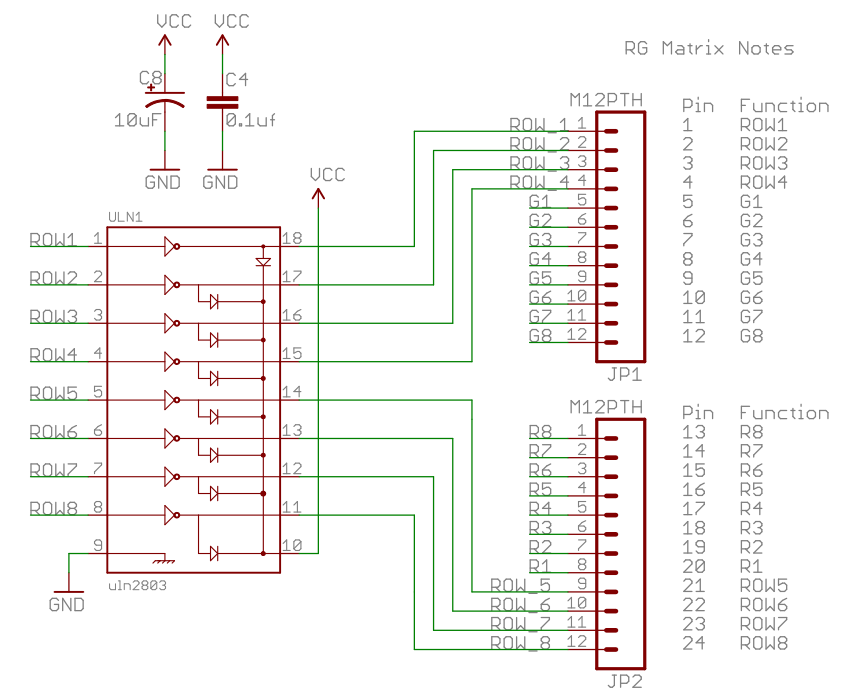 VCC VCC
RG Matrix Notes
C8 C4
+
10uF 0.1uf
GND GND
VCC
ULN1
ROW1 1 18
ROW2 2 17
ROW3 3 16
ROW4 4 15
ROW5 5 14
ROW6 6 13
ROW7 7 12
ROW8 8 11
9 10
GND
uln2803
M12PTH Pin Function
ROW_1 1 1 ROW1
ROW_2 2 2 ROW2
ROW_3 3 3 ROW3
ROW_4 4 4 ROW4
G1 5 5 G1
G2 6 6 G2
G3 7 7 G3
G4 8 8 G4
G5 9 9 G5
G6 10 10 G6
G7 11 11 G7
G8 12 12 G8
JP1
M12PTH Pin Function
R8 1 13 R8
R7 2 14 R7
R6 3 15 R6
R5 4 16 R5
R4 5 17 R4
R3 6 18 R3
R2 7 19 R2
R1 8 20 R1
ROW_5 9 21 ROW5
ROW_6 10 22 ROW6
ROW_7 11 23 ROW7
ROW_8 12 24 ROW8
JP2